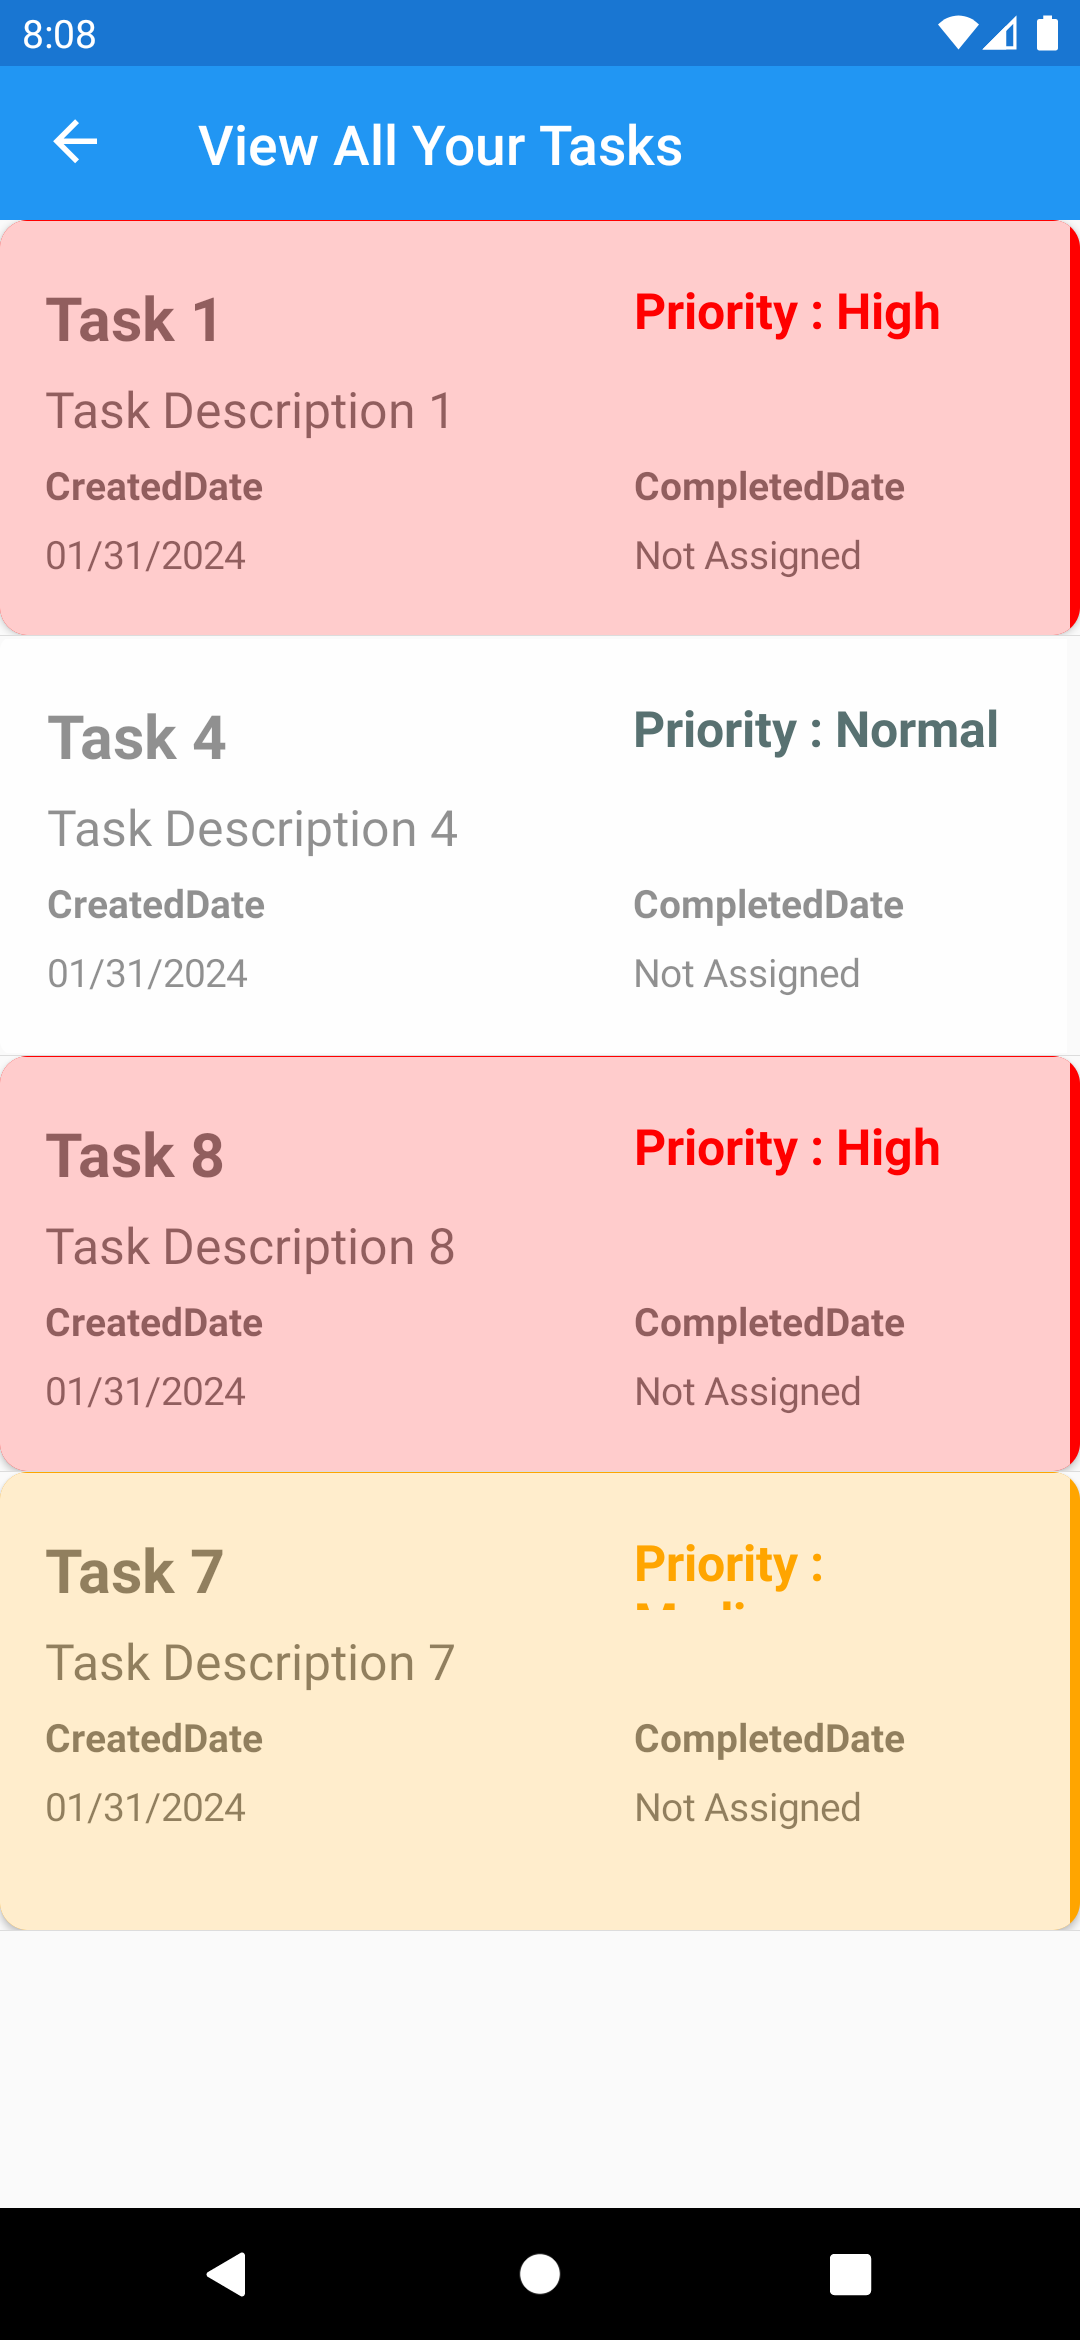 8:08
View All Your Tasks
Task 1
Priority : High
Task Description 1
CreatedDate
CompletedDate
01/31/2024
Not Assigned
Task 4
Priority : Normal
Task Description 4
CreatedDate
CompletedDate
01/31/2024
Not Assigned
Task 8
Priority : High
Task Description 8
CreatedDate
CompletedDate
01/31/2024
Not Assigned
Task 7
Priority :
Task Description 7
CreatedDate
CompletedDate
01/31/2024
Not Assigned